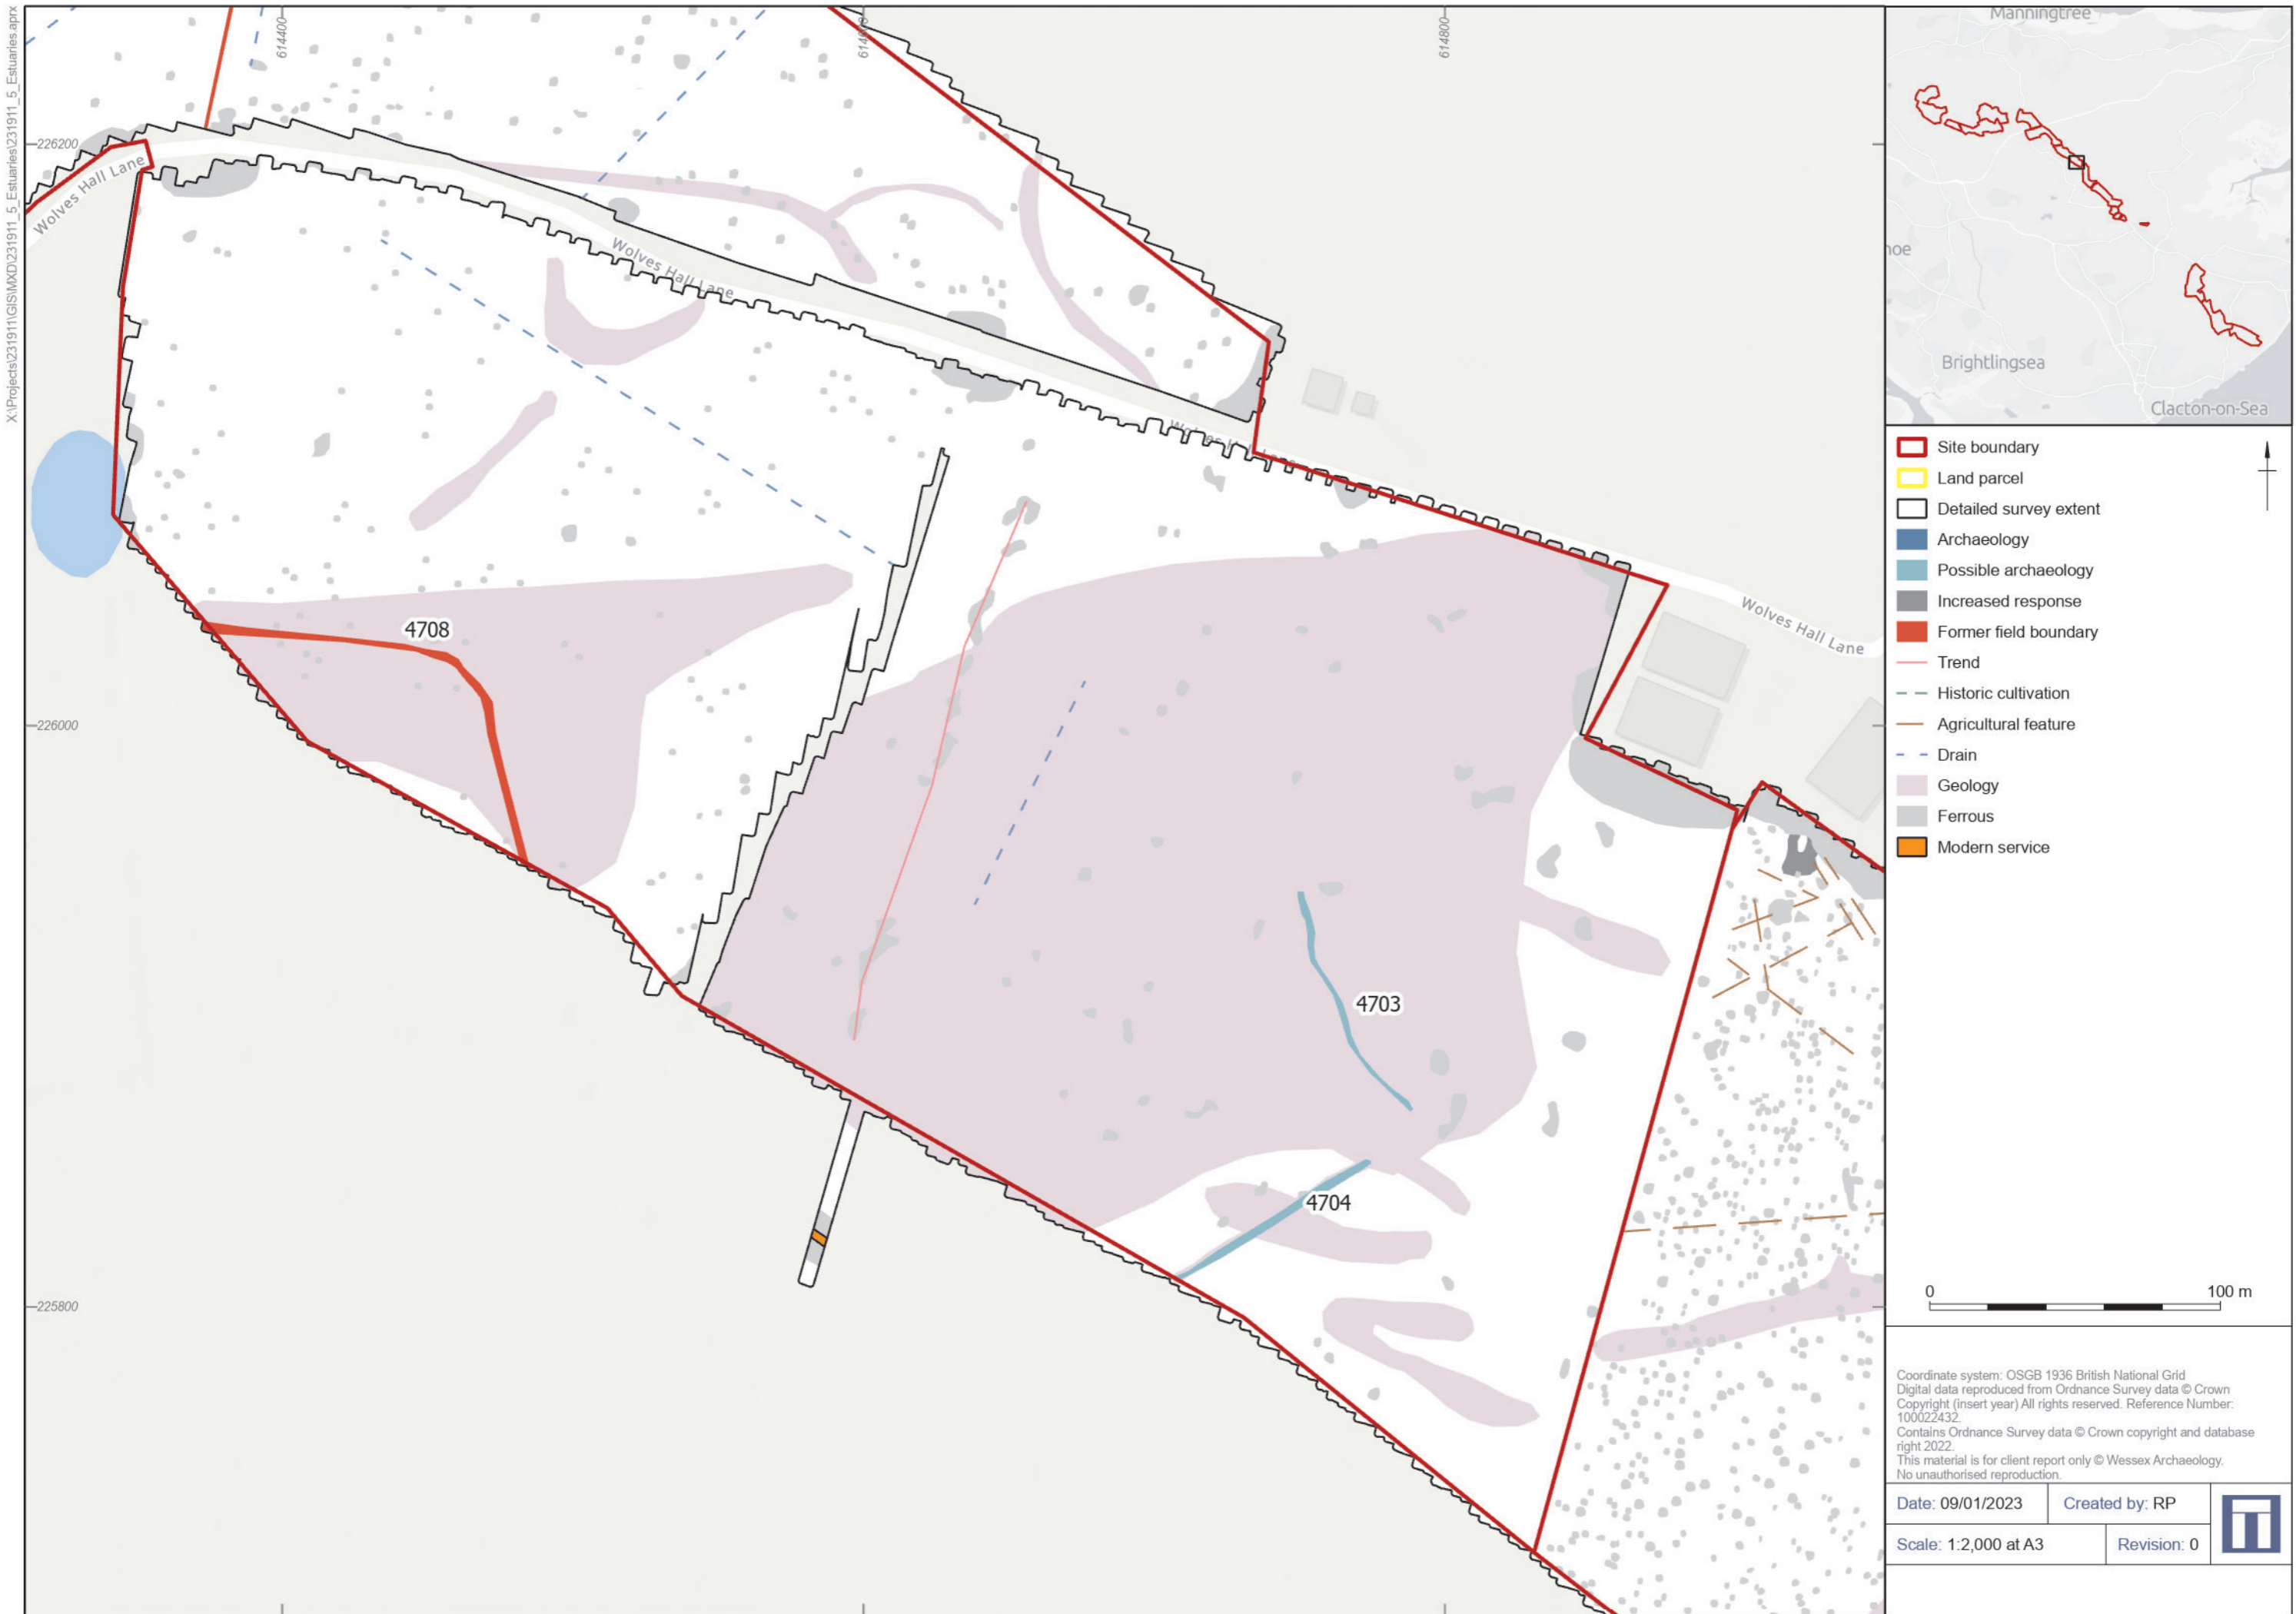 X:\Projects\231911\GIS\MXD\231911_5_Estuaries\231911_5_Estuaries.aprx
614400
614800
226200
226000
225800
Wolves Hall Lane
Wolves Hall Lane
Wolves Hall Lane
4708
4703
4704
Manningtree
hoe
Brightlingsea
Clacton-on-Sea
Site boundary
Land parcel
Detailed survey extent
Archaeology
Possible archaeology
Increased response
Former field boundary
Trend
Historic cultivation
Agricultural feature
Drain
Geology
Ferrous
Modern service
0 100 m
Coordinate system: OSGB 1936 British National Grid
Digital data reproduced from Ordnance Survey data © Crown
Copyright (insert year) All rights reserved. Reference Number:
100022432.
Contains Ordnance Survey data © Crown copyright and database
right 2022.
This material is for client report only © Wessex Archaeology.
No unauthorised reproduction.
Date: 09/01/2023 Created by: RP
Scale: 1:2,000 at A3 Revision: 0